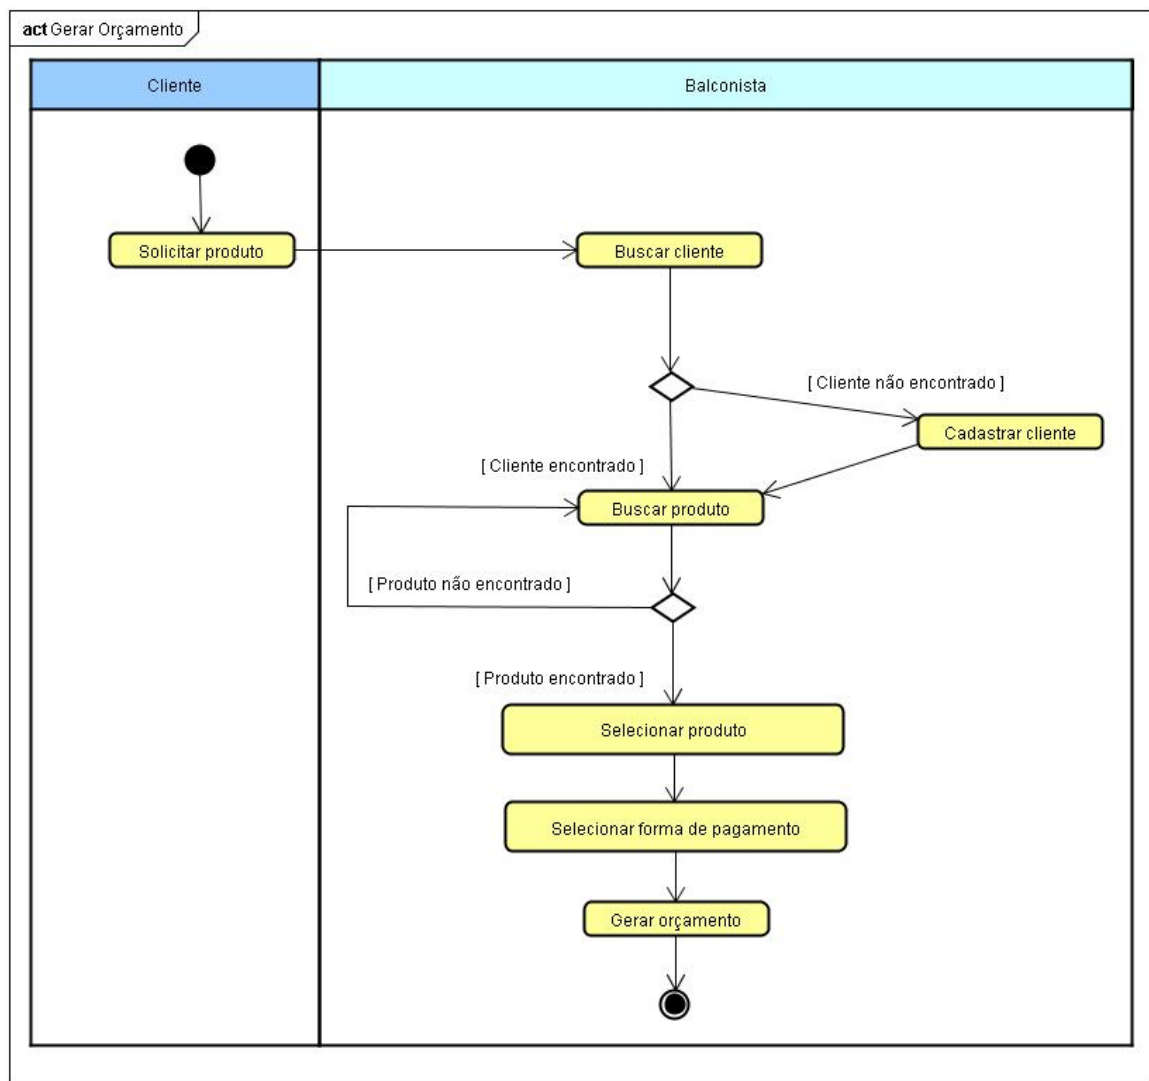 act Gerar Orçamento
Cliente
Balconista
Solicitar produto
Buscar cliente
[ Cliente não encontrado ]
Cadastrar cliente
[ Cliente encontrado ]
Buscar produto
[ Produto não encontrado ]
[ Produto encontrado ]
Selecionar produto
Selecionar forma de pagamento
Gerar orçamento